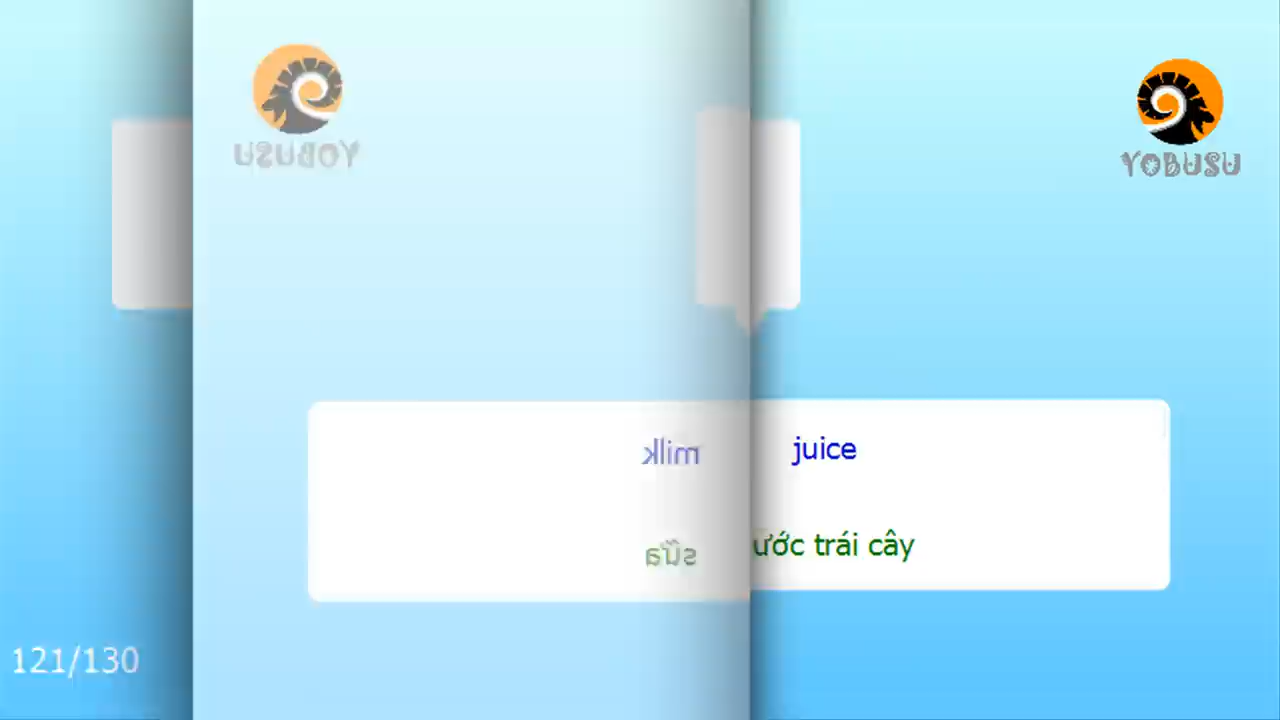 YOBUSU
YOBUSU
milk
juice
sữa
ước trái cây
121/130